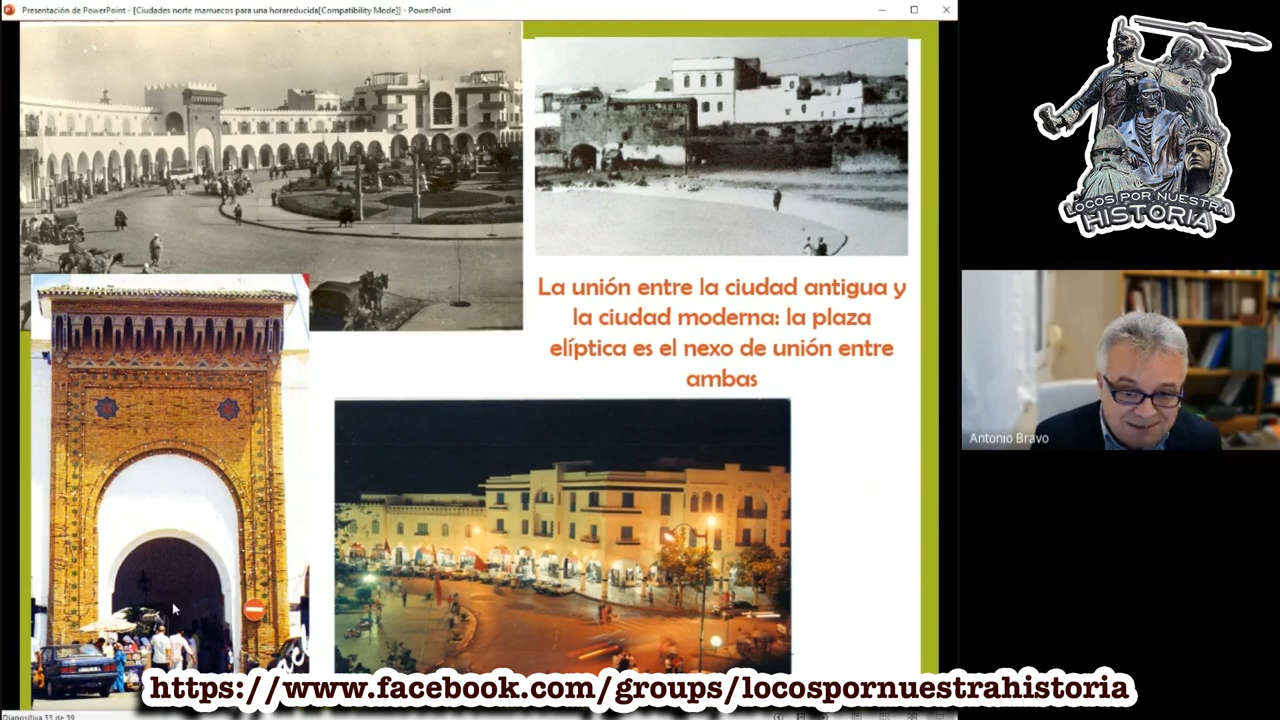 Presentación de PowerPoint - [Ciudades norte marruecos para una horareducida[Compatibility Mode]] - PowerPoint
LOCOS POR NUESTRA
HISTORIA
La unión entre la ciudad antigua y
la ciudad moderna: la plaza
elíptica es el nexo de unión entre
ambas
Antonio Bravo
https://www.facebook.com/groups/locospornuestrahistoria
Diapositiva 33 de 39